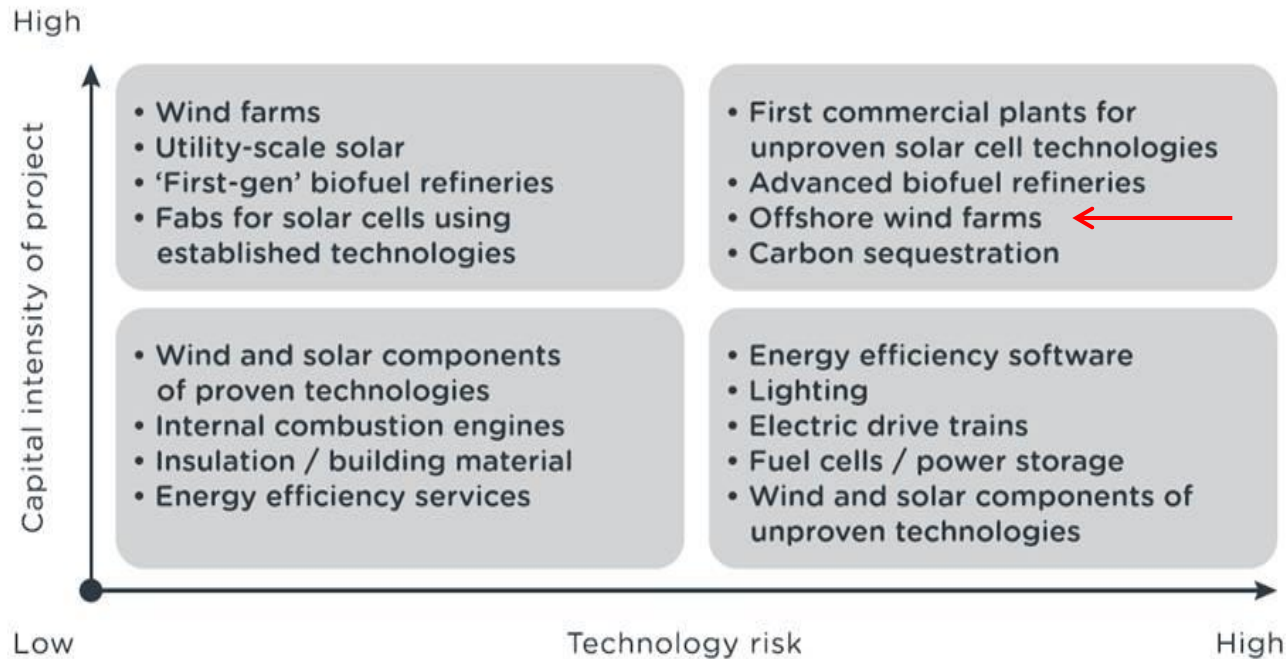 High
Capital intensity of project
• Wind farms
• Utility-scale solar
• ‘First-gen’ biofuel refineries
• Fabs for solar cells using
established technologies
• First commercial plants for
unproven solar cell technologies
• Advanced biofuel refineries
• Offshore wind farms
• Carbon sequestration
• Wind and solar components
of proven technologies
• Internal combustion engines
• Insulation / building material
• Energy efficiency services
• Energy efficiency software
• Lighting
• Electric drive trains
• Fuel cells / power storage
• Wind and solar components of
unproven technologies
Low
Technology risk
High